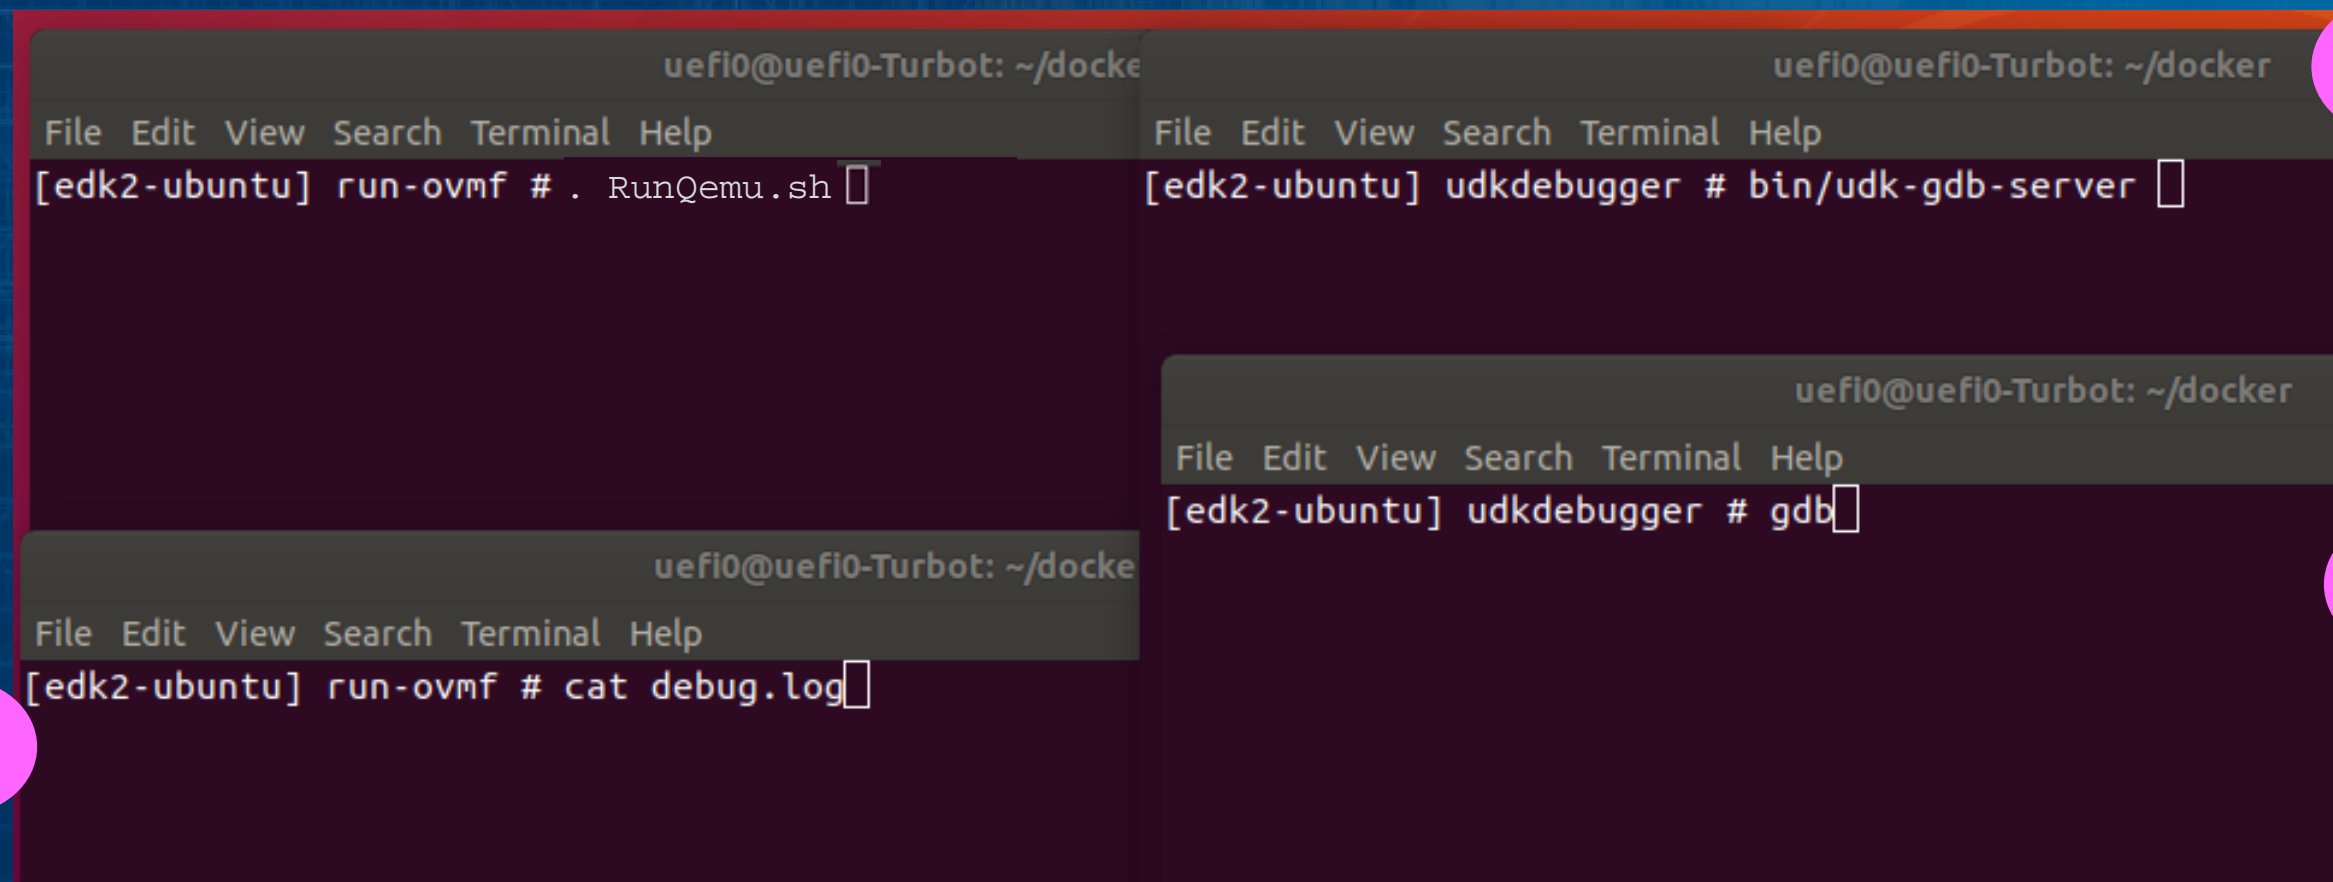 uefi0@uefi0-Turbot: ~/docke
File Edit View Search Terminal Help
[edk2-ubuntu] run-ovmf # . RunQemu.sh
uefi0@uefi0-Turbot: ~/docker
File Edit View Search Terminal Help
[edk2-ubuntu] udkdebugger # bin/udk-gdb-server
uefi0@uefi0-Turbot: ~/docke
File Edit View Search Terminal Help
[edk2-ubuntu] run-ovmf # cat debug.log
uefi0@uefi0-Turbot: ~/docker
File Edit View Search Terminal Help
[edk2-ubuntu] udkdebugger # gdb